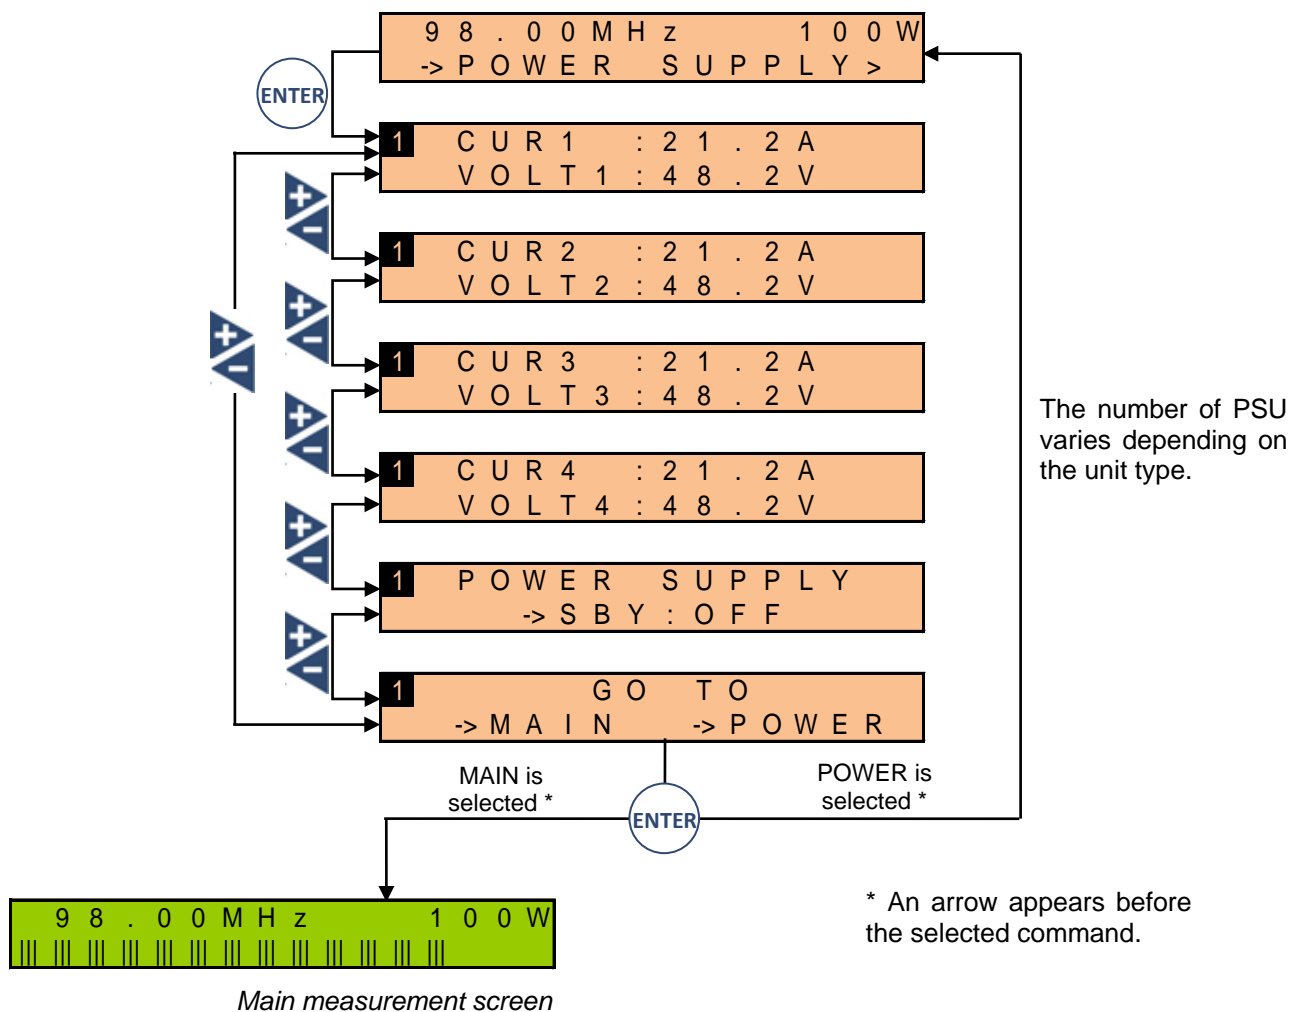 98.00MHz 100W
->POWER SUPPLY>
ENTER
1 CUR1 :21.2A
VOLT1:48.2V
+
-
1 CUR2 :21.2A
VOLT2:48.2V
+
-
+
-
1 CUR3 :21.2A
VOLT3:48.2V
+
-
The number of PSU
varies depending on
the unit type.
1 CUR4 :21.2A
VOLT4:48.2V
+
-
1 POWER SUPPLY
->SBY:OFF
+
-
1 GO TO
->MAIN ->POWER
MAIN is
selected *
POWER is
selected *
ENTER
* An arrow appears before
the selected command.
98.00MHz 100W
||| ||| ||| ||| ||| ||| ||| ||| ||| ||| ||| ||| |||
Main measurement screen